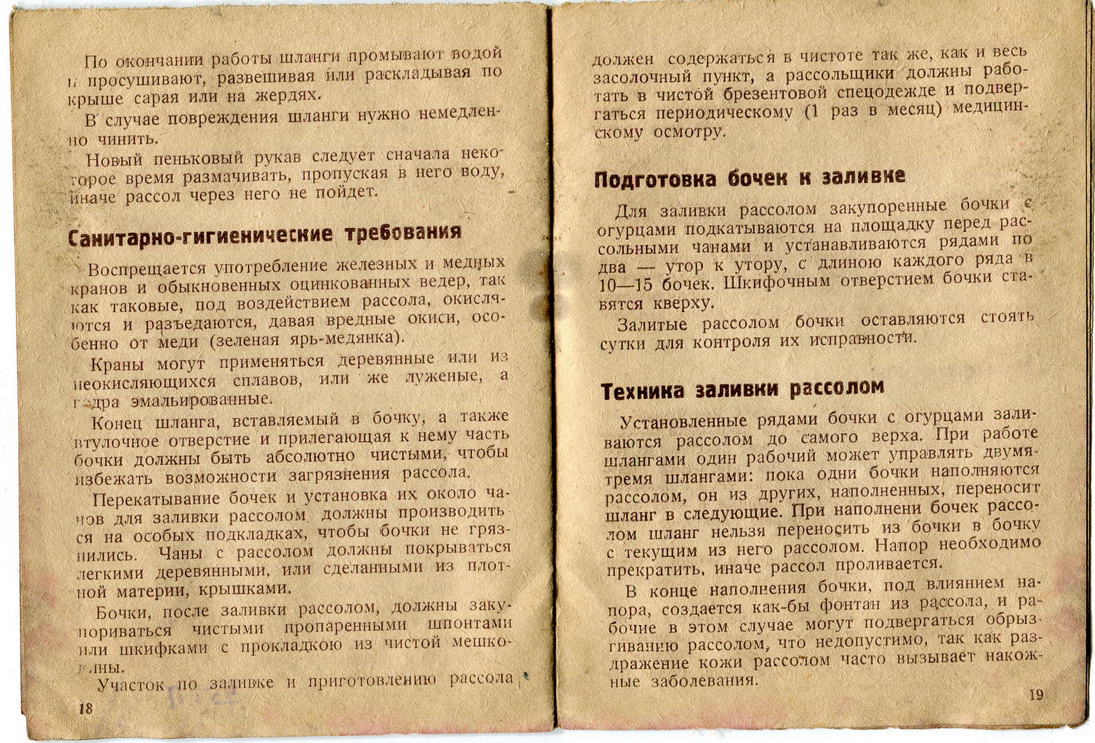 По окончании работы шланги промывают водой
и просушивают, развешивая или раскладывая по
крыше сарая или на жердях.
В случае повреждения шланги нужно немедлен-
но чинить.
Новый пеньковый рукав следует сначала неко-
торое время размачивать, пропуская в него воду,
иначе рассол через него не пойдет.
Санитарно-гигиенические требования
Воспрещается употребление железных и медных
кранов и обыкновенных оцинкованных ведер, так
как таковые, под воздействием рассола, окисля-
ются и разъедаются, давая вредные окиси, осо-
бенно от меди (зеленая ярь-медянка).
Краны могут применяться деревянные или из
неокисляющихся сплавов, или же луженые, а
ведра эмалированные.
Конец шланга, вставляемый в бочку, а также
втулочное отверстие и прилегающая к нему часть
бочки должны быть абсолютно чистыми, чтобы
избежать возможности загрязнения рассола.
Перекатывание бочек и установка их около ча-
нов для заливки рассолом должны производить-
ся на особых подкладках, чтобы бочки не гряз-
нились. Чаны с рассолом должны покрываться
легкими деревянными, или сделанными из плот-
ной материи, крышками.
Бочки, после заливки рассолом, должны заку-
пориваться чистыми пропаренными шпонтами
или шкифками с прокладкою из чистой мешко-
вины.
Участок по заливке и приготовлению рассола
18
должен содержаться в чистоте так же, как и весь
засолочный пункт, а рассольщики должны рабо-
тать в чистой брезентовой спецодежде и подвер-
гаться периодическому (1 раз в месяц) медицин-
скому осмотру.
Подготовка бочек к заливке
Для заливки рассолом закупоренные бочки с
огурцами подкатываются на площадку перед рас-
сольными чанами и устанавливаются рядами по
два — утор к утору, с длиною каждого ряда в
10—15 бочек. Шкифочным отверстием бочки ста-
вятся кверху.
Залитые рассолом бочки оставляются стоять
сутки для контроля их исправности.
Техника заливки рассолом
Установленные рядами бочки с огурцами зали-
ваются рассолом до самого верха. При работе
шлангами один рабочий может управлять двумя-
тремя шлангами: пока одни бочки наполняются
рассолом, он из других, наполненных, переносит
шланг в следующие. При наполнени бочек рассо-
лом шланг нельзя переносить из бочки в бочку
с текущим из него рассолом. Напор необходимо
прекратить, иначе рассол проливается.
В конце наполнения бочки, под влиянием на-
пора, создается как-бы фонтан из рассола, и ра-
бочие в этом случае могут подвергаться обрыз-
гиванию рассолом, что недопустимо, так как раз-
дражение кожи рассолом часто вызывает накож-
ные заболевания.
19